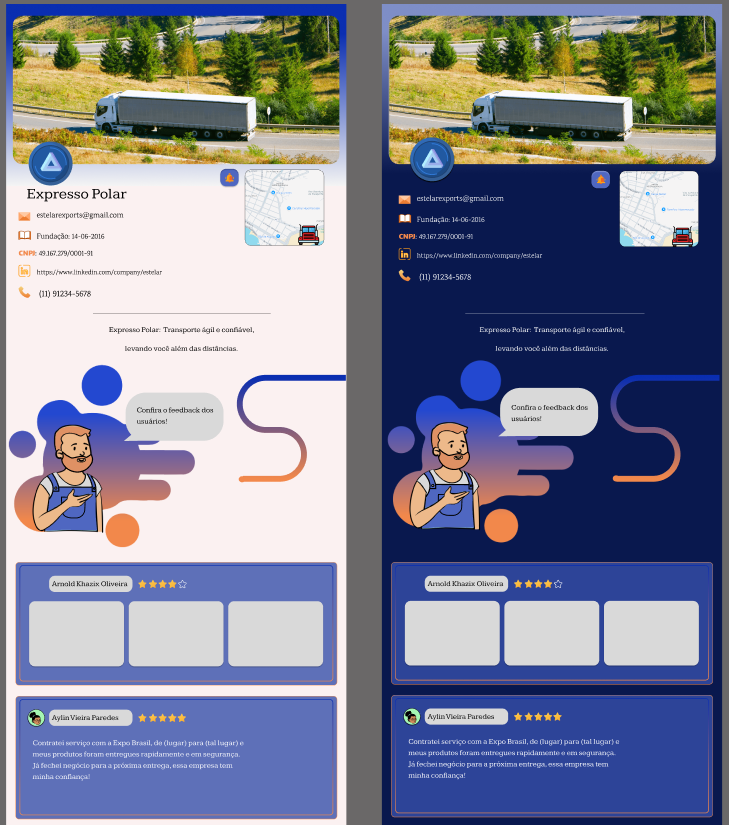 Expresso Polar
estelarexports@gmail.com
Fundação: 14-06-2016
CNPJ: 49.167.279/0001-91
https://www.linkedin.com/company/estelar
(11) 91234-5678
Expresso Polar: Transporte ágil e confiável,
levando você além das distâncias.
Confira o feedback dos
usuários!
Arnold Khazix Oliveira
Aylin Vieira Paredes
Contratei serviço com a Expo Brasil, de (lugar) para (tal lugar) e
meus produtos foram entregues rapidamente e em segurança.
Já fechei negócio para a próxima entrega, essa empresa tem
minha confiança!
estelarexports@gmail.com
Fundação: 14-06-2016
CNPJ: 49.167.279/0001-91
https://www.linkedin.com/company/estelar
(11) 91234-5678
Expresso Polar: Transporte ágil e confiável,
levando você além das distâncias.
Confira o feedback dos
usuários!
Arnold Khazix Oliveira
Aylin Vieira Paredes
Contratei serviço com a Expo Brasil, de (lugar) para (tal lugar) e
meus produtos foram entregues rapidamente e em segurança.
Já fechei negócio para a próxima entrega, essa empresa tem
minha confiança!